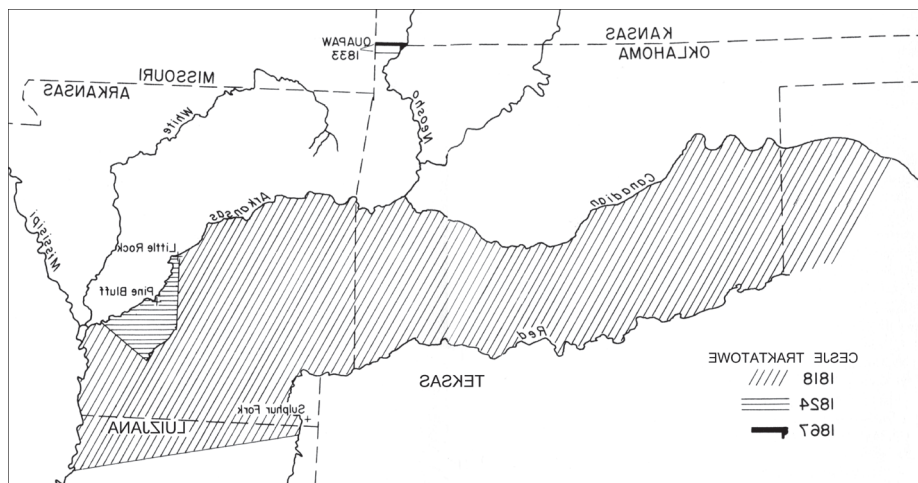 QUAPAW
1833
KANSAS
OKLAHOMA
MISSOURI
ARKANSAS
White
Neosho
Canadian
Arkansas
Mississipi
Little Rock
Pine Bluff
Red
TEKSAS
Sulphur Fork
LUIZJANA
CESJE TRAKTATOWE
1818
1824
1867